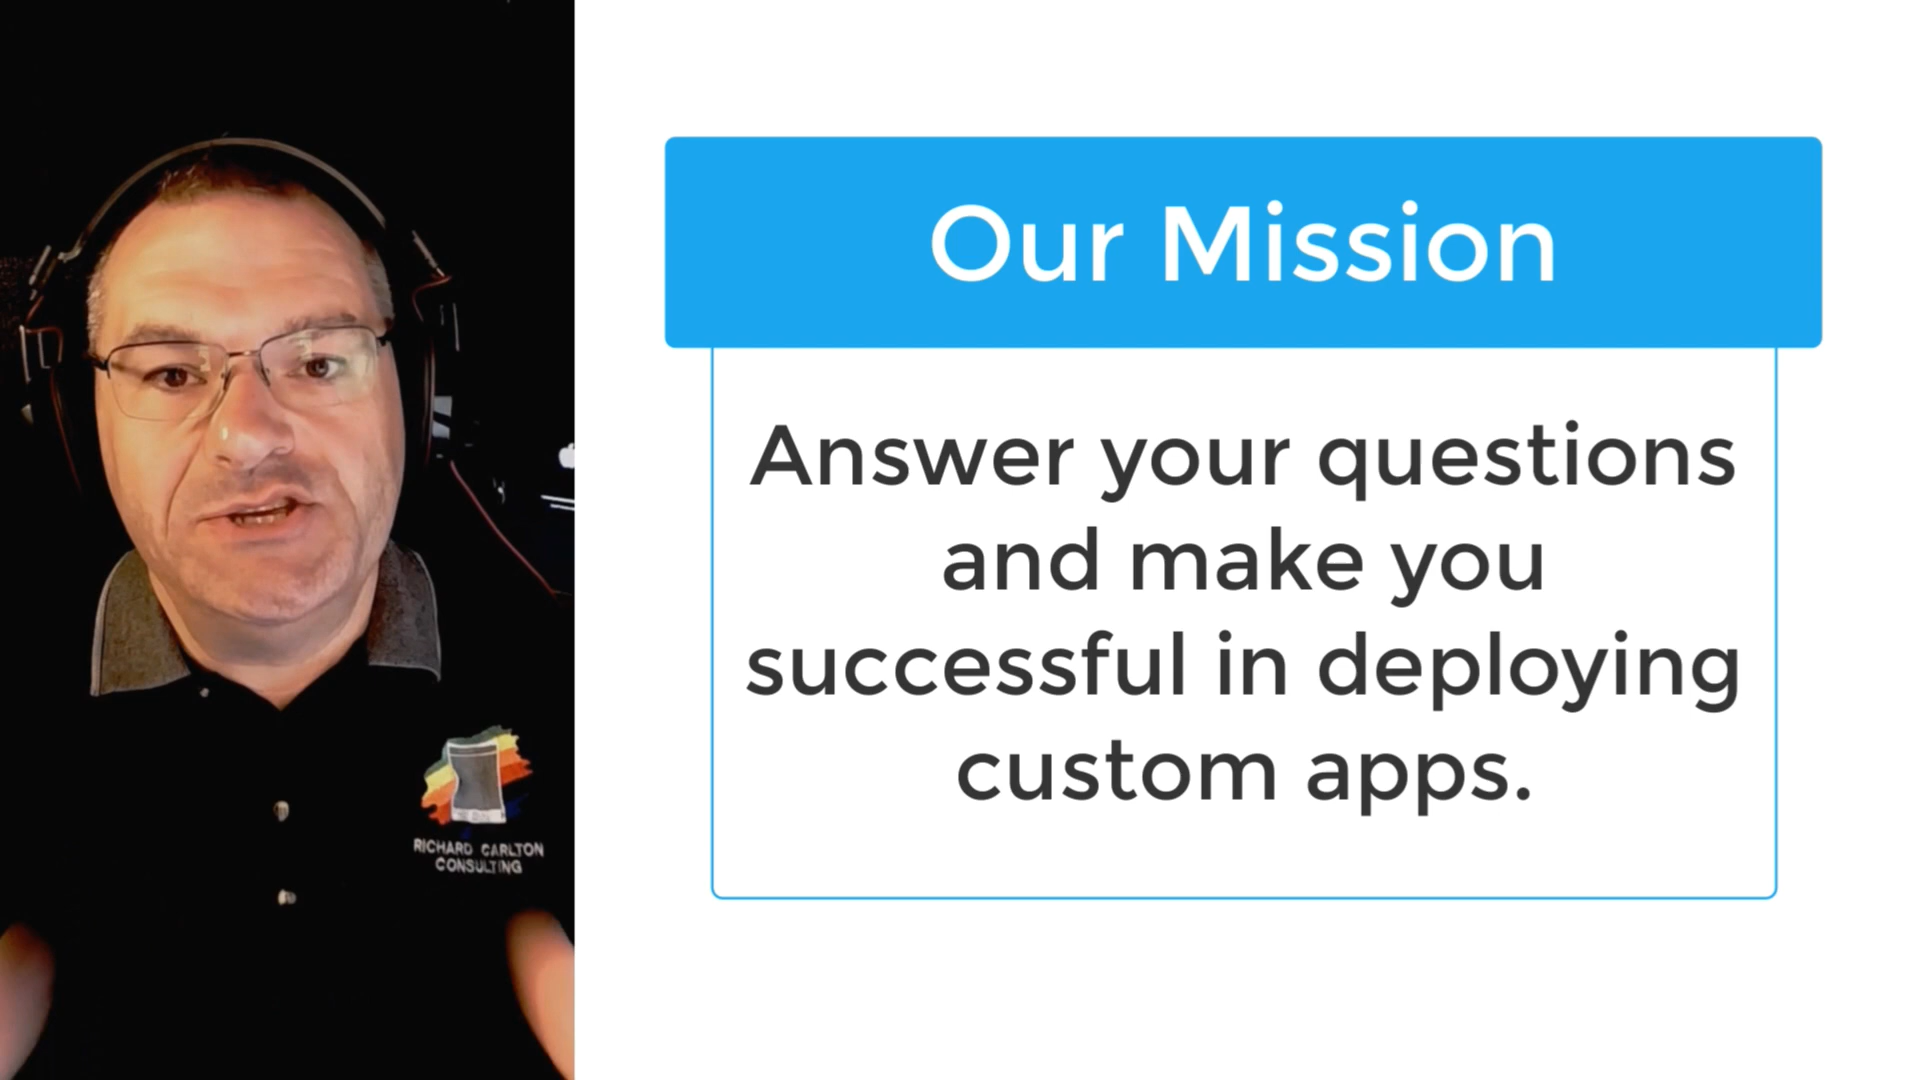 Our Mission
Answer your questions
and make you
successful in deploying
custom apps.
RICHARD CARLTON
CONSULTING